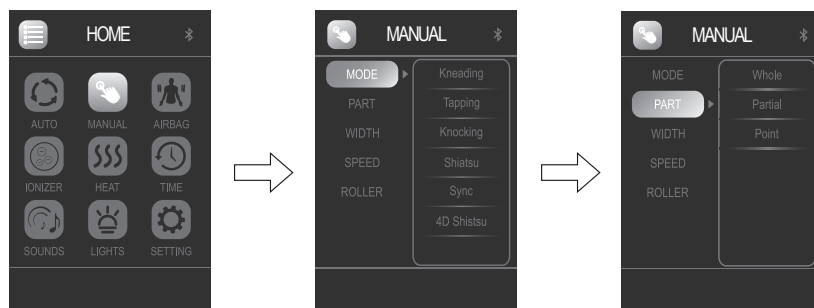 HOME
AUTO MANUAL AIRBAG
IONIZER HEAT TIME
SOUNDS LIGHTS SETTING
MANUAL
MODE Kneading
PART Tapping
WIDTH Knocking
SPEED Shiatsu
ROLLER Sync
4D Shistsu
MANUAL
MODE Whole
PART Partial
WIDTH Point
SPEED
ROLLER